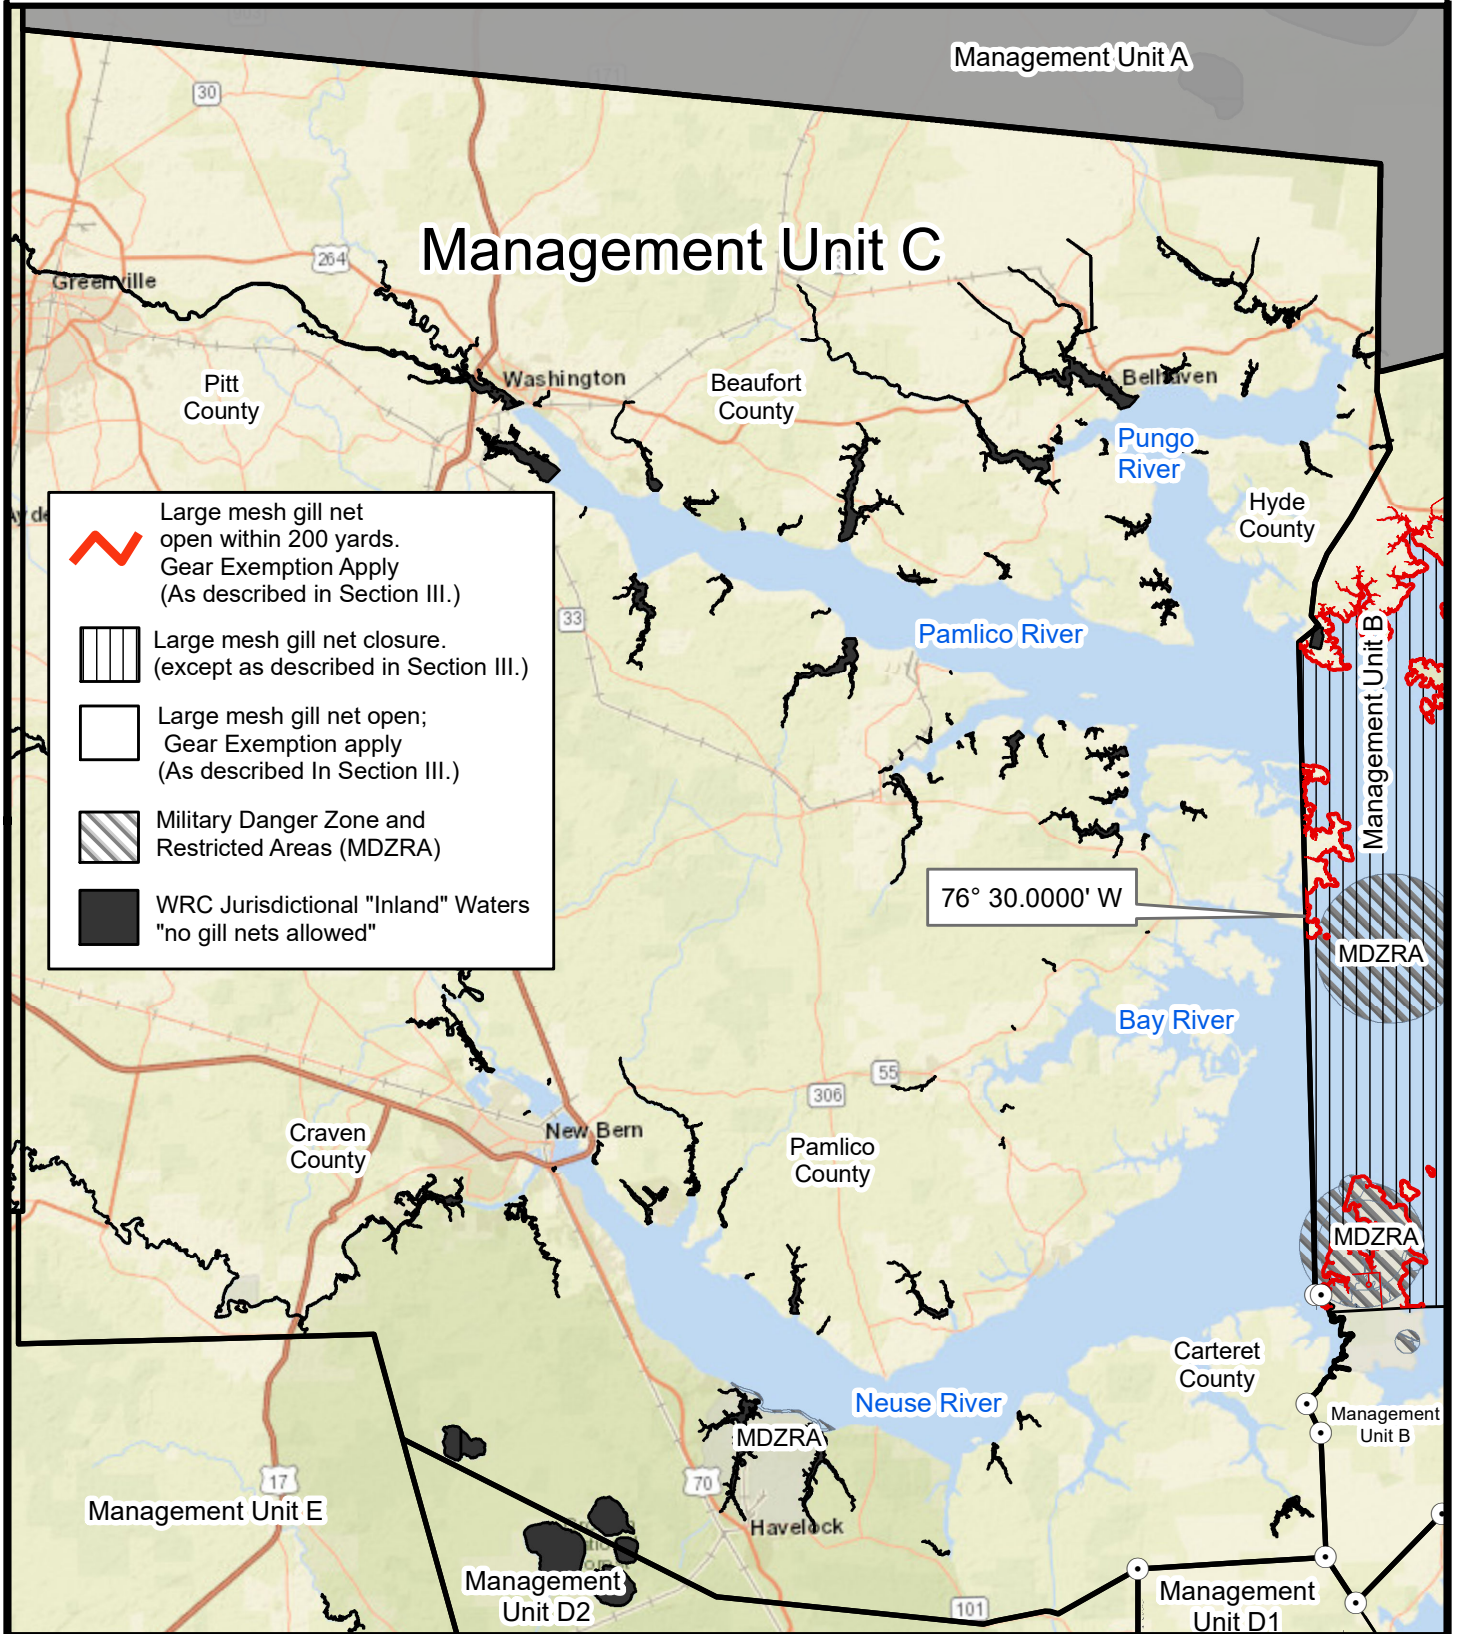 Management Unit A
30
Management Unit C
264
Greenville
Pitt
County
Washington
Beaufort
County
Belhaven
Pungo
River
Hyde
County
Large mesh gill net
open within 200 yards.
Gear Exemption Apply
(As described in Section III.)
Large mesh gill net closure.
(except as described in Section III.)
Large mesh gill net open;
Gear Exemption apply
(As described In Section III.)
Military Danger Zone and
Restricted Areas (MDZRA)
WRC Jurisdictional "Inland" Waters
"no gill nets allowed"
33
Pamlico River
Management Unit B
76° 30.0000' W
MDZRA
Bay River
55
306
New Bern
Craven
County
Pamlico
County
MDZRA
Carteret
County
Neuse River
Management
Unit B
MDZRA
70
17
Management Unit E
Havelock
Management
Unit D2
101
Management
Unit D1